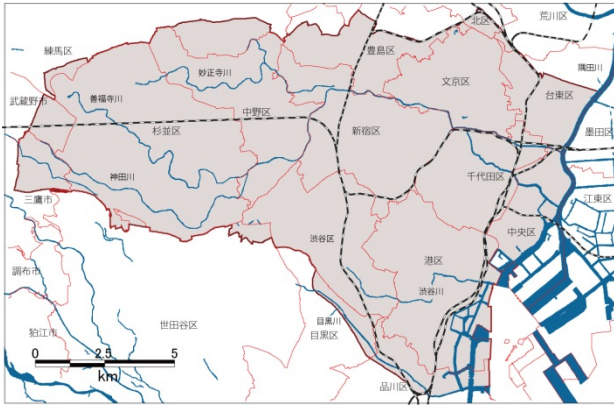 北区
荒川区
練馬区
豊島区
妙正寺川
文京区
隅田川
武蔵野市
善福寺川
台東区
中野区
杉並区
新宿区
墨田区
神田川
千代田区
江東区
三鷹市
渋谷区
中央区
港区
調布市
渋谷川
世田谷区
目黒川
狛江市
目黒区
0 2.5 5
km
品川区